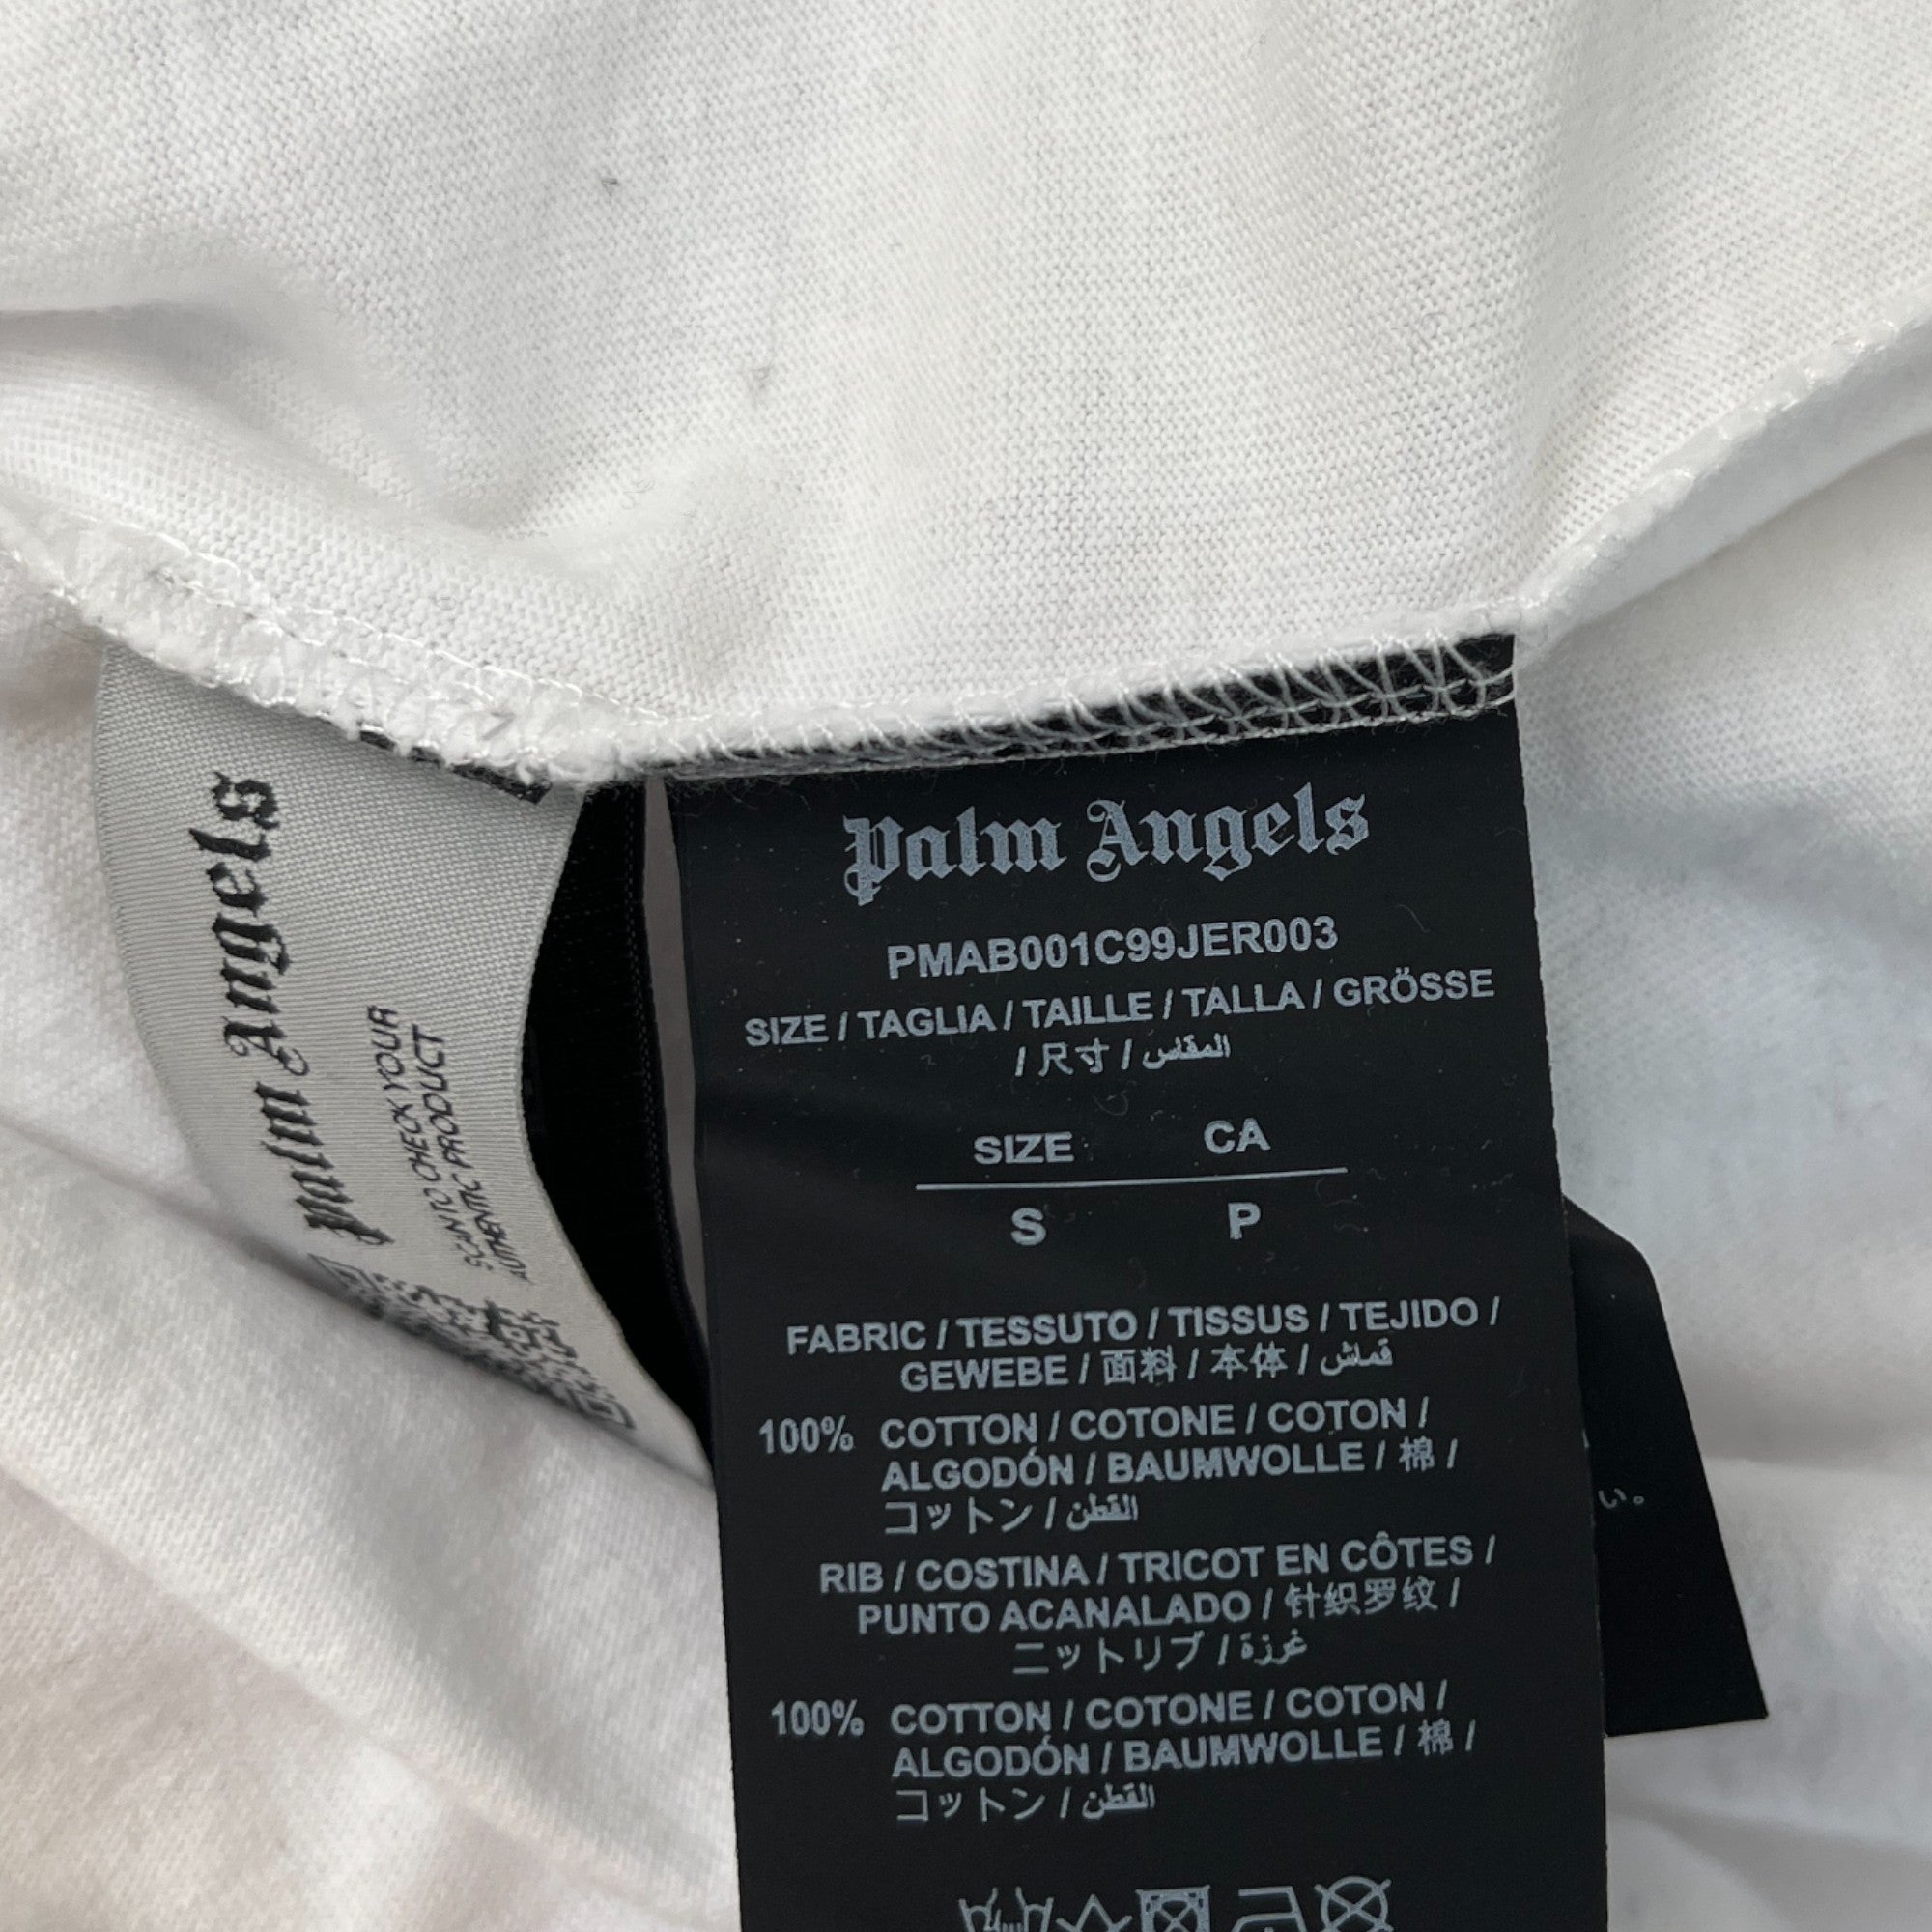 Palm Angels
SCAN TO CHECK YOUR
AUTHENTIC PRODUCT
Palm Angels
PMAB001C99JER003
SIZE / TAGLIA / TAILLE / TALLA / GRÖSSE
/ 尺寸 / المقاس
SIZE CA
S P
FABRIC / TESSUTO / TISSUS / TEJIDO /
GEWEBE / 面料 / 本体 / قماش
100% COTTON / COTONE / COTON /
ALGODÓN / BAUMWOLLE / 棉 /
コットン / القطن
RIB / COSTINA / TRICOT EN CÔTES /
PUNTO ACANALADO / 针织罗纹 /
ニットリブ / غرزة
100% COTTON / COTONE / COTON /
ALGODÓN / BAUMWOLLE / 棉 /
コットン / القطن
い。